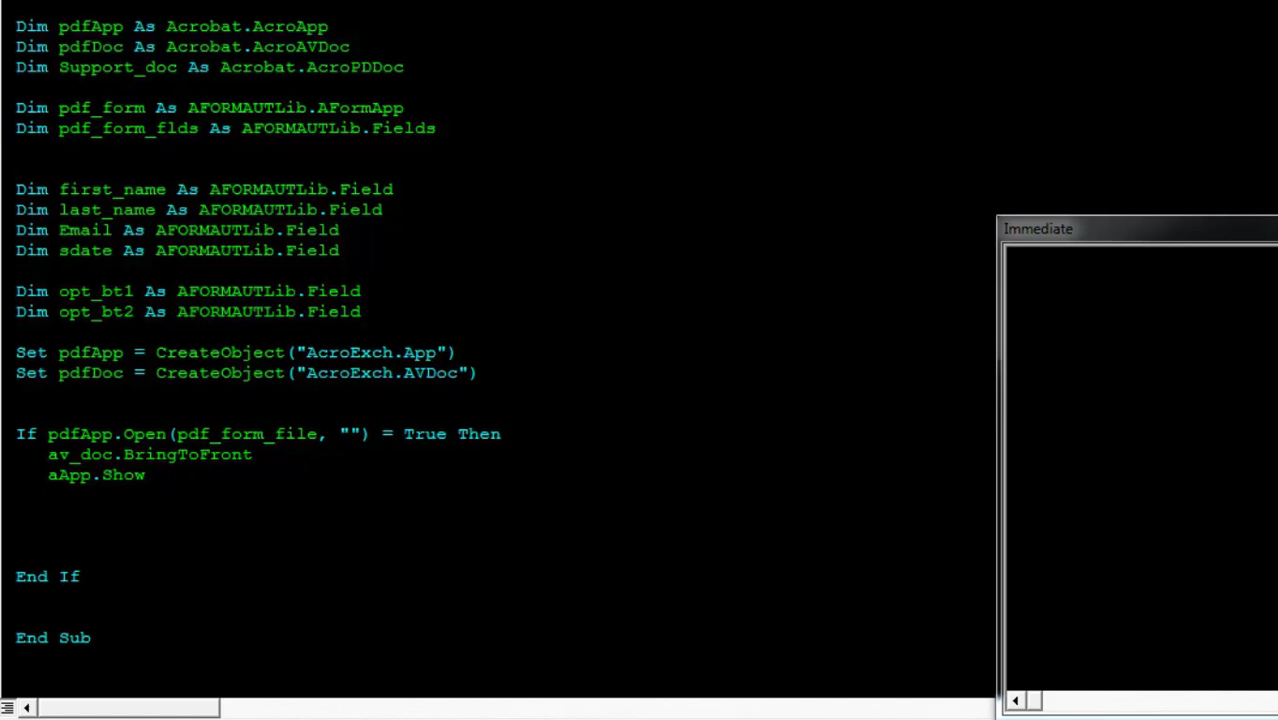 Dim pdfApp As Acrobat.AcroApp
Dim pdfDoc As Acrobat.AcroAVDoc
Dim Support_doc As Acrobat.AcroPDDoc
Dim pdf_form As AFORMAUTLib.AFormApp
Dim pdf_form_flds As AFORMAUTLib.Fields
Dim first_name As AFORMAUTLib.Field
Dim last_name As AFORMAUTLib.Field
Dim Email As AFORMAUTLib.Field
Dim sdate As AFORMAUTLib.Field
Immediate
Dim opt_bt1 As AFORMAUTLib.Field
Dim opt_bt2 As AFORMAUTLib.Field
Set pdfApp = CreateObject("AcroExch.App")
Set pdfDoc = CreateObject("AcroExch.AVDoc")
If pdfApp.Open(pdf_form_file, "") = True Then
av_doc.BringToFront
aApp.Show
End If
End Sub